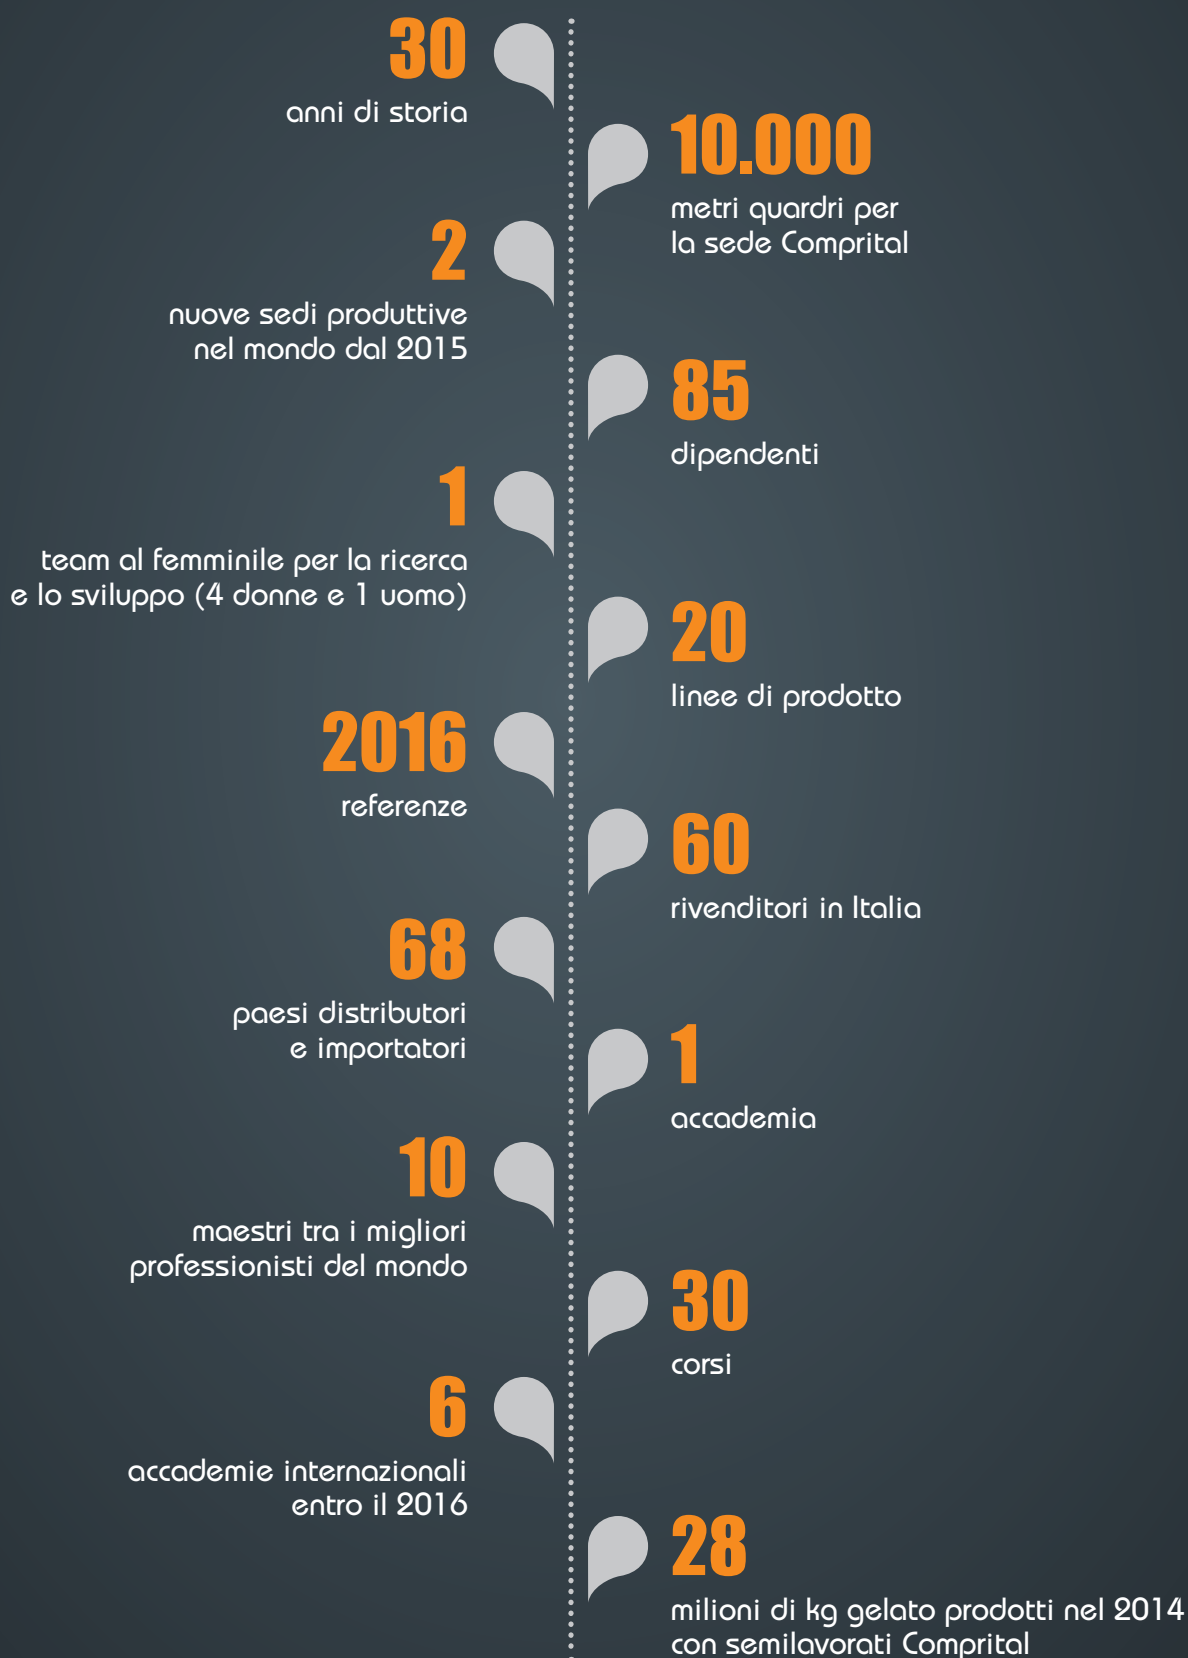 30
anni di storia
10.000
metri quardri per
la sede Comprital
2
nuove sedi produttive
nel mondo dal 2015
85
dipendenti
1
team al femminile per la ricerca
e lo sviluppo (4 donne e 1 uomo)
20
linee di prodotto
2016
referenze
60
rivenditori in Italia
68
paesi distributori
e importatori
1
accademia
10
maestri tra i migliori
professionisti del mondo
30
corsi
6
accademie internazionali
entro il 2016
28
milioni di kg gelato prodotti nel 2014
con semilavorati Comprital